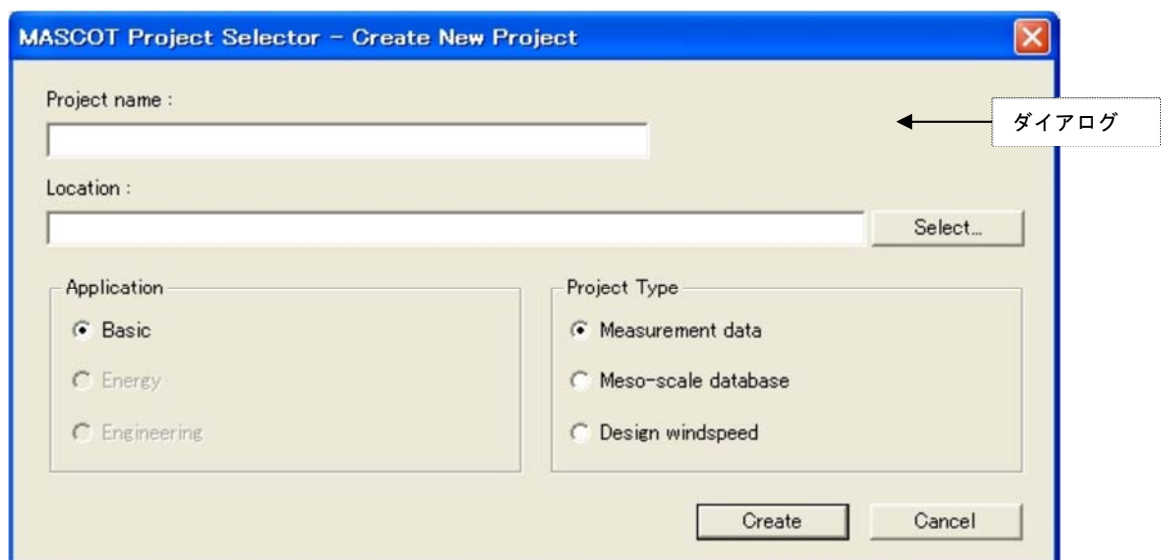 MASCOT Project Selector - Create New Project
Project name :
ダイアログ
Location :
Select...
Application
Project Type
Basic
Measurement data
Energy
Meso-scale database
Engineering
Design windspeed
Create
Cancel